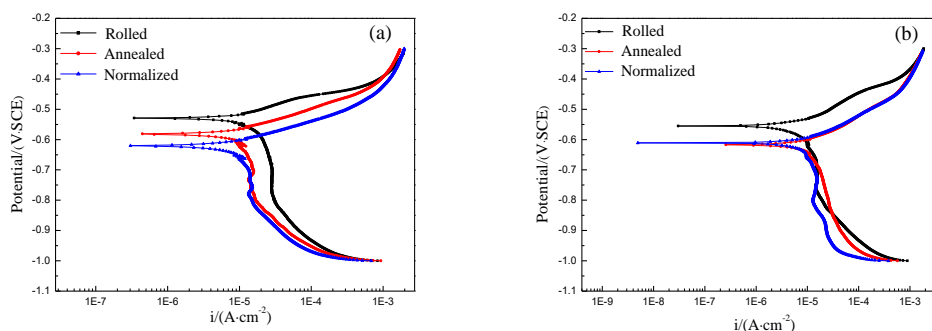 (a)
Rolled
Annealed
Normalized
Potential/(V·SCE)
-0.2
-0.3
-0.4
-0.5
-0.6
-0.7
-0.8
-0.9
-1.0
-1.1
1E-7 1E-6 1E-5 1E-4 1E-3
i/(A·cm⁻²)
(b)
Rolled
Annealed
Normalized
Potential/(V·SCE)
-0.2
-0.3
-0.4
-0.5
-0.6
-0.7
-0.8
-0.9
-1.0
-1.1
1E-9 1E-8 1E-7 1E-6 1E-5 1E-4 1E-3
i/(A·cm⁻²)